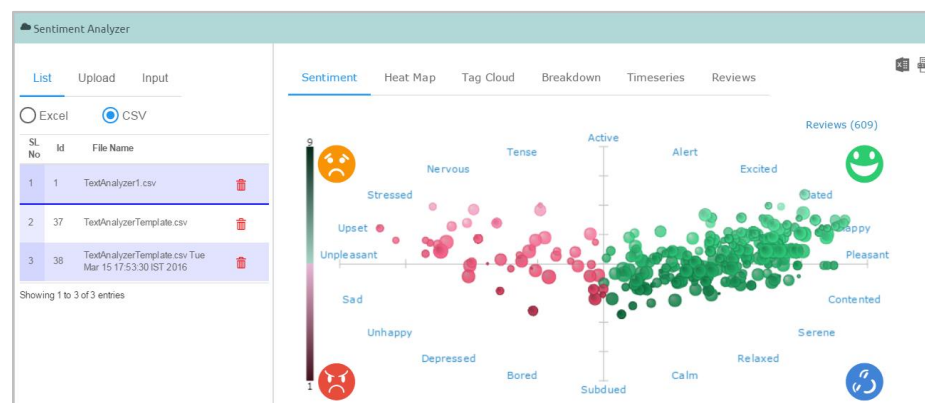 Sentiment Analyzer
List Upload Input
Excel CSV
SL No Id File Name
1 1 TextAnalyzer1.csv
2 37 TextAnalyzerTemplate.csv
3 38 TextAnalyzerTemplate.csv Tue
Mar 15 17:53:30 IST 2016
Showing 1 to 3 of 3 entries
Sentiment Heat Map Tag Cloud Breakdown Timeseries Reviews
Reviews (609)
9
Active
Tense
Alert
Nervous
Excited
Stressed
Upset
Unpleasant
Pleasant
Sad
Contented
Unhappy
Serene
Depressed
Relaxed
Bored
Calm
1
Subdued